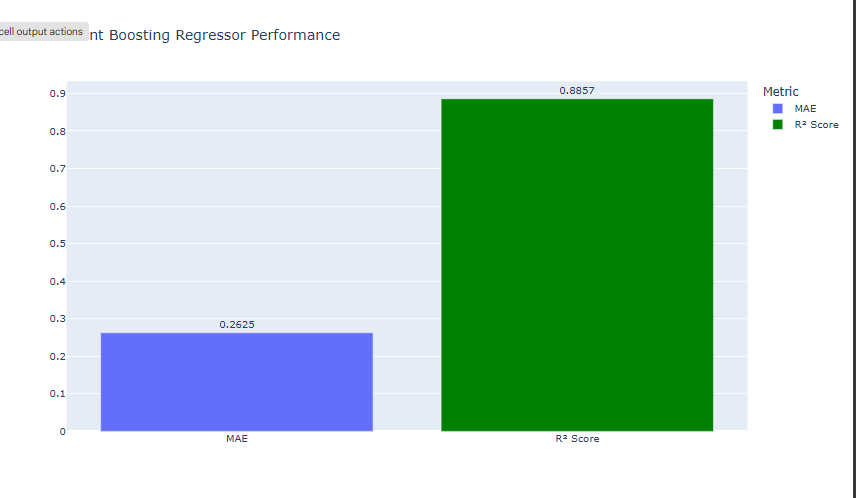 cell output actions
nt Boosting Regressor Performance
0.8857
0.2625
0.9
0.8
0.7
0.6
0.5
0.4
0.3
0.2
0.1
0
MAE
R² Score
Metric
MAE
R² Score